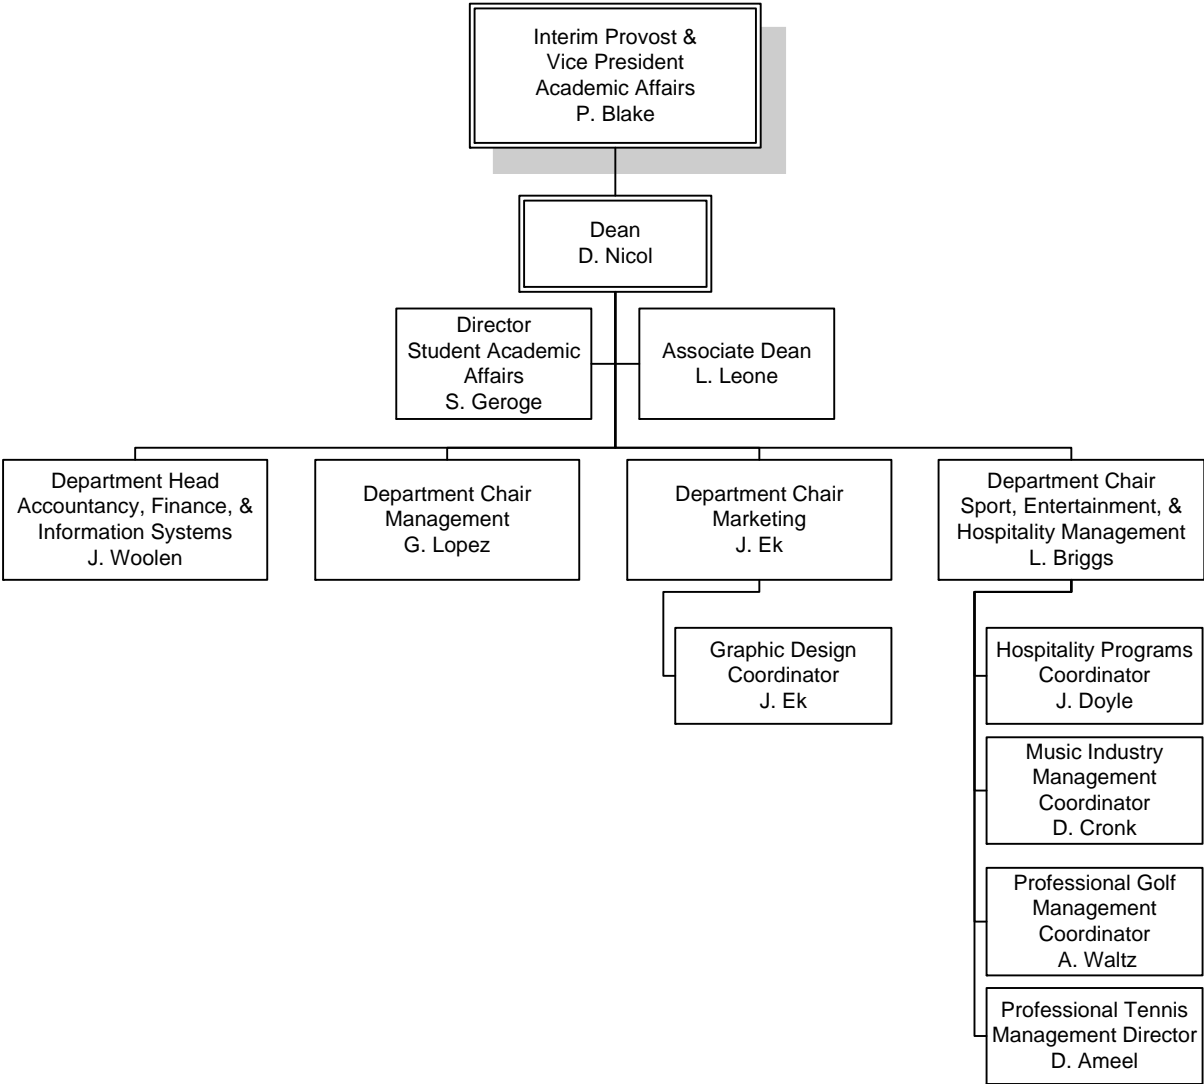 Interim Provost &
Vice President
Academic Affairs
P. Blake
Dean
D. Nicol
Director
Student Academic
Affairs
S. Geroge
Associate Dean
L. Leone
Department Head
Accountancy, Finance, &
Information Systems
J. Woolen
Department Chair
Management
G. Lopez
Department Chair
Marketing
J. Ek
Department Chair
Sport, Entertainment, &
Hospitality Management
L. Briggs
Graphic Design
Coordinator
J. Ek
Hospitality Programs
Coordinator
J. Doyle
Music Industry
Management
Coordinator
D. Cronk
Professional Golf
Management
Coordinator
A. Waltz
Professional Tennis
Management Director
D. Ameel